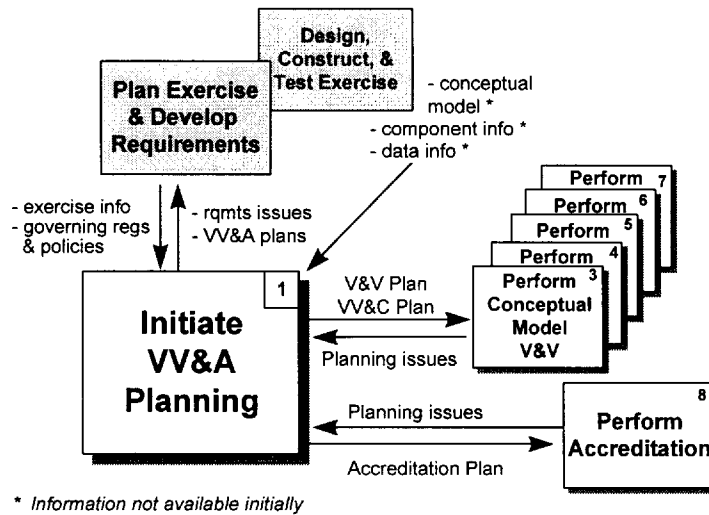 Design,
Construct, &
Test Exercise
Plan Exercise
& Develop
Requirements
- conceptual
model *
- component info *
- data info *
- exercise info
- governing regs
& policies
- rqmts issues
- VV&A plans
Perform 7
Perform 6
Perform 5
Perform 4
3
Perform
Conceptual
Model
V&V
1
Initiate
VV&A
Planning
V&V Plan
VV&C Plan
Planning issues
Planning issues
Accreditation Plan
8
Perform
Accreditation
* Information not available initially